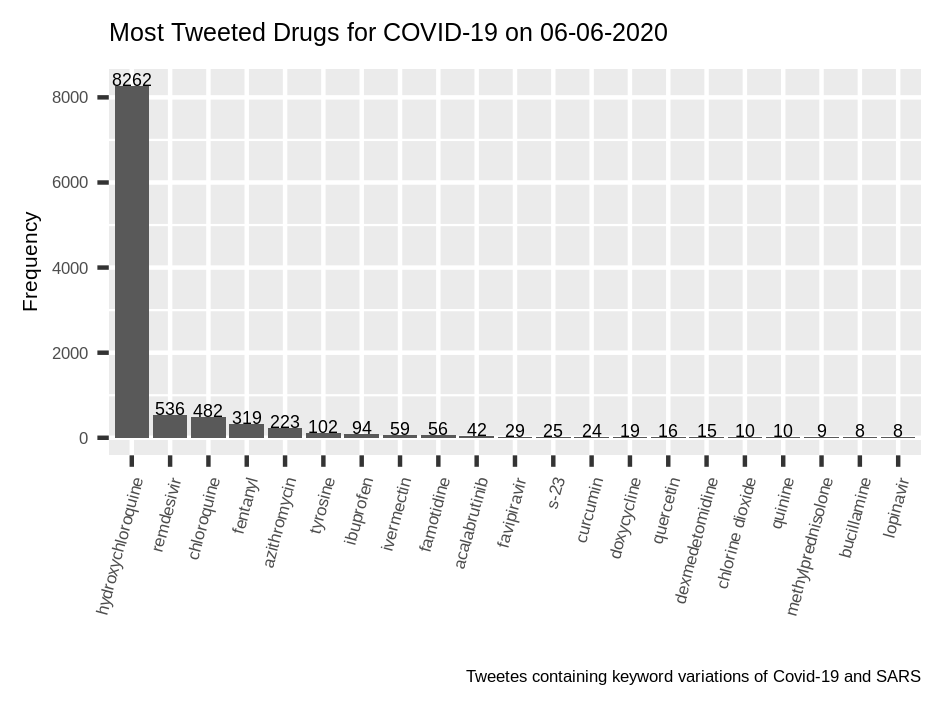 Most Tweeted Drugs for COVID-19 on 06-06-2020
Frequency
8000
6000
4000
2000
0
8262
536
482
319
223
102
94
59
56
42
29
25
24
19
16
15
10
10
9
8
8
hydroxychloroquine
remdesivir
chloroquine
fentanyl
azithromycin
tyrosine
ibuprofen
ivermectin
famotidine
acalabrutinib
favipiravir
s-23
curcumin
doxycycline
quercetin
dexmedetomidine
chlorine dioxide
quinine
methylprednisolone
bucillamine
lopinavir
Tweetes containing keyword variations of Covid-19 and SARS